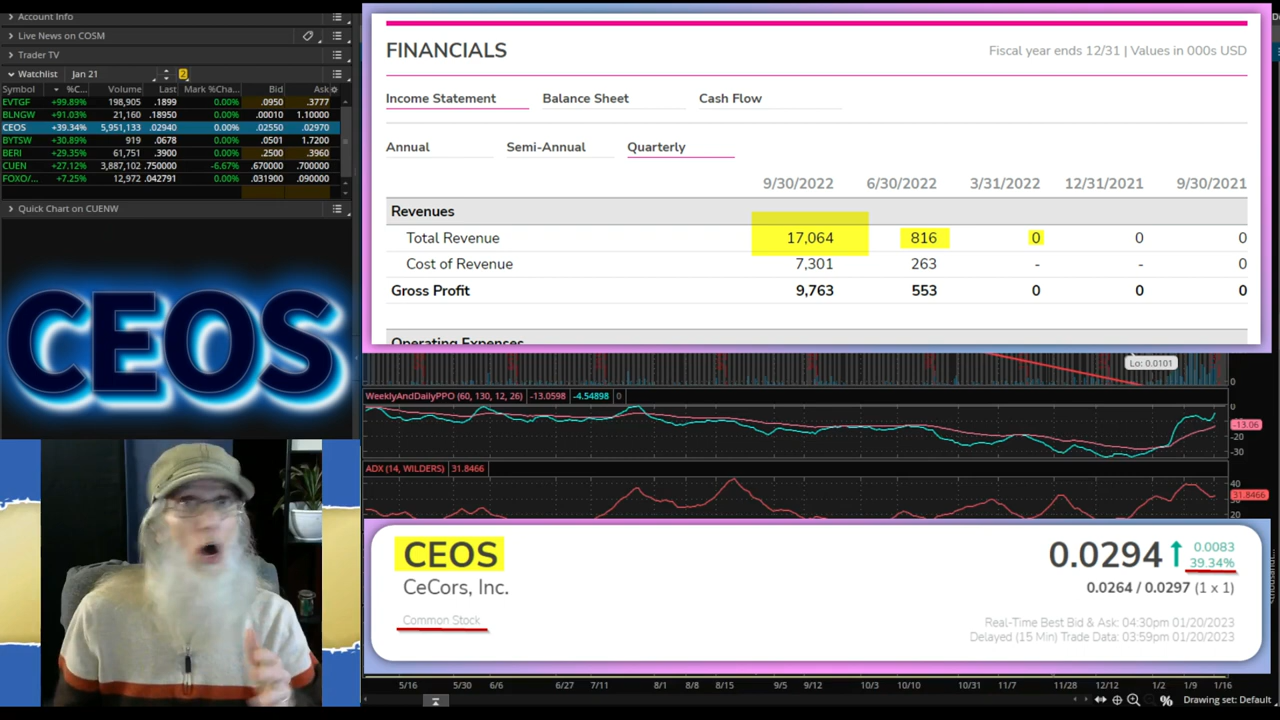 Account Info
Live News on COSM
Trader TV
Watchlist Jan 21 2
Symbol %C... Volume Last Mark %Cha... Bid Ask
EVTGF +99.89% 198,905 .1899 0.00% .0950 .3777
BLNGW +91.03% 21,160 .18950 0.00% .00010 1.10000
CEOS +39.34% 5,951,133 .02940 0.00% .02550 .02970
BYTSW +30.89% 919 .0678 0.00% .0501 1.7200
BERI +29.35% 61,751 .3900 0.00% .2500 .3960
CUEN +27.12% 3,887,102 .750000 -6.67% .670000 .700000
FOXO/... +7.25% 12,972 .042791 0.00% .031900 .090000
Quick Chart on CUENW
CEOS
FINANCIALS
Fiscal year ends 12/31 | Values in 000s USD
Income Statement Balance Sheet Cash Flow
Annual Semi-Annual Quarterly
9/30/2022 6/30/2022 3/31/2022 12/31/2021 9/30/2021
Revenues
Total Revenue 17,064 816 0 0 0
Cost of Revenue 7,301 263 - - 0
Gross Profit 9,763 553 0 0 0
Operating Expenses
Lo: 0.0101
0
WeeklyAndDailyPPO (60, 130, 12, 26) -13.0598 -4.54898 0
0
-13.06
-20
-30
ADX (14, WILDERS) 31.8466
40
31.8466
20
CEOS
CeCors, Inc.
Common Stock
0.0294 0.0083
39.34%
0.0264 / 0.0297 (1 x 1)
Real-Time Best Bid & Ask: 04:30pm 01/20/2023
Delayed (15 Min) Trade Data: 03:59pm 01/20/2023
5/16 5/30 6/6 6/27 7/11 8/1 8/8 8/15 9/5 9/12 10/3 10/10 10/31 11/7 11/28 12/12 1/2 1/9 1/16
Drawing set: Default